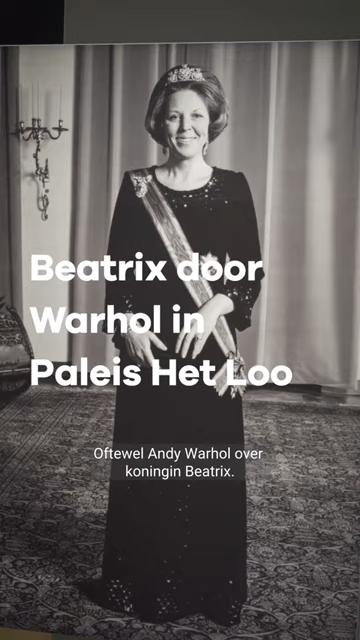 Beatrix door
Warhol in
Paleis Het Loo
Oftewel Andy Warhol over
koningin Beatrix.